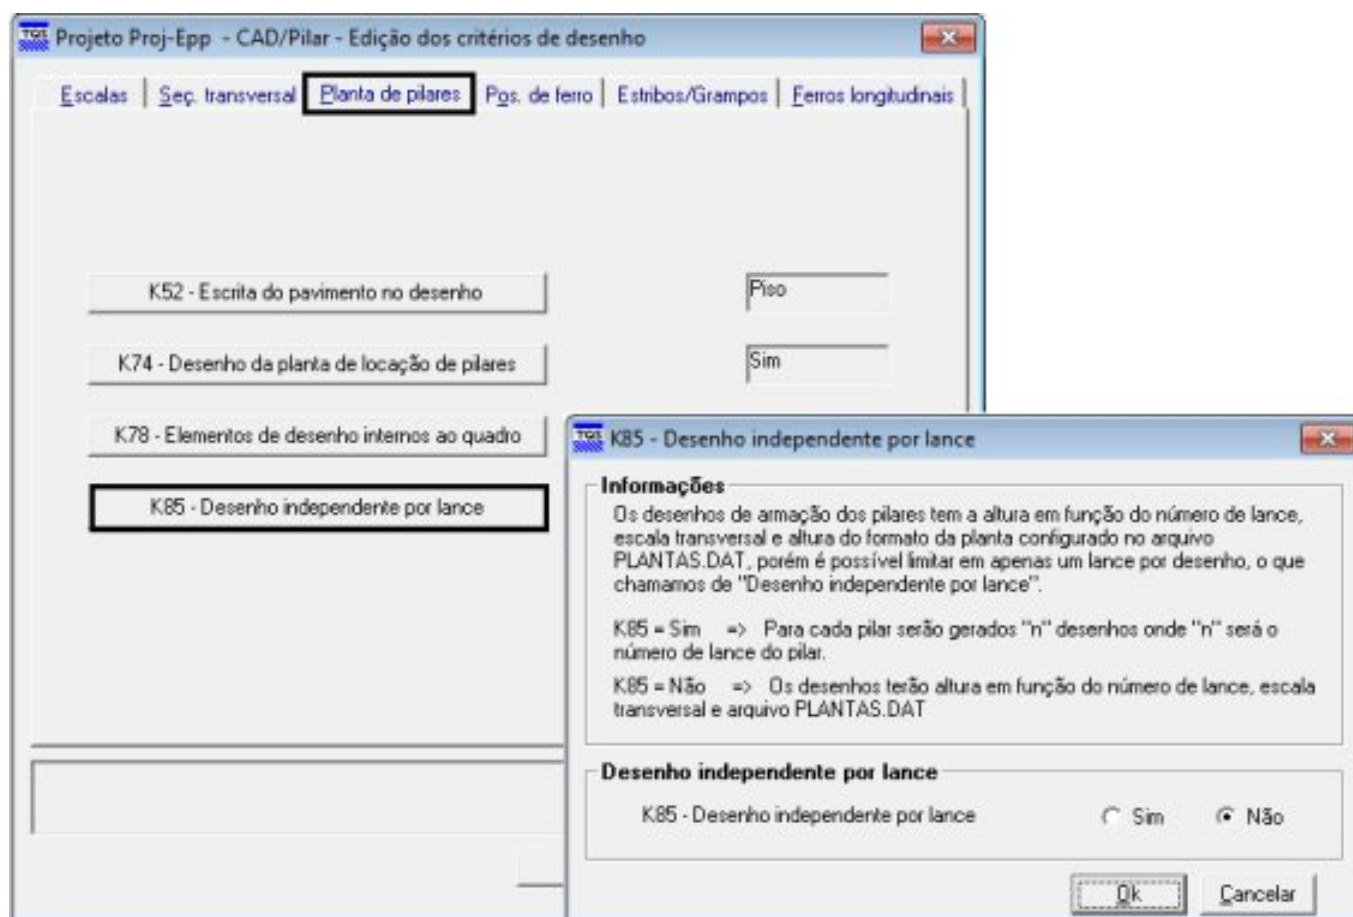 TQS Projeto Proj-Epp - CAD/Pilar - Edição dos critérios de desenho
Escalas Seç. transversal Planta de pilares Pos. de ferro Estribos/Grampos Ferros longitudinais
K52 - Escrita do pavimento no desenho Piso
K74 - Desenho da planta de locação de pilares Sim
K78 - Elementos de desenho internos ao quadro
K85 - Desenho independente por lance
TQS K85 - Desenho independente por lance
Informações
Os desenhos de armação dos pilares tem a altura em função do número de lance,
escala transversal e altura do formato da planta configurado no arquivo
PLANTAS.DAT, porém é possível limitar em apenas um lance por desenho, o que
chamamos de "Desenho independente por lance".
K85 = Sim => Para cada pilar serão gerados "n" desenhos onde "n" será o
número de lance do pilar.
K85 = Não => Os desenhos terão altura em função do número de lance, escala
transversal e arquivo PLANTAS.DAT
Desenho independente por lance
K85 - Desenho independente por lance Sim Não
Ok Cancelar